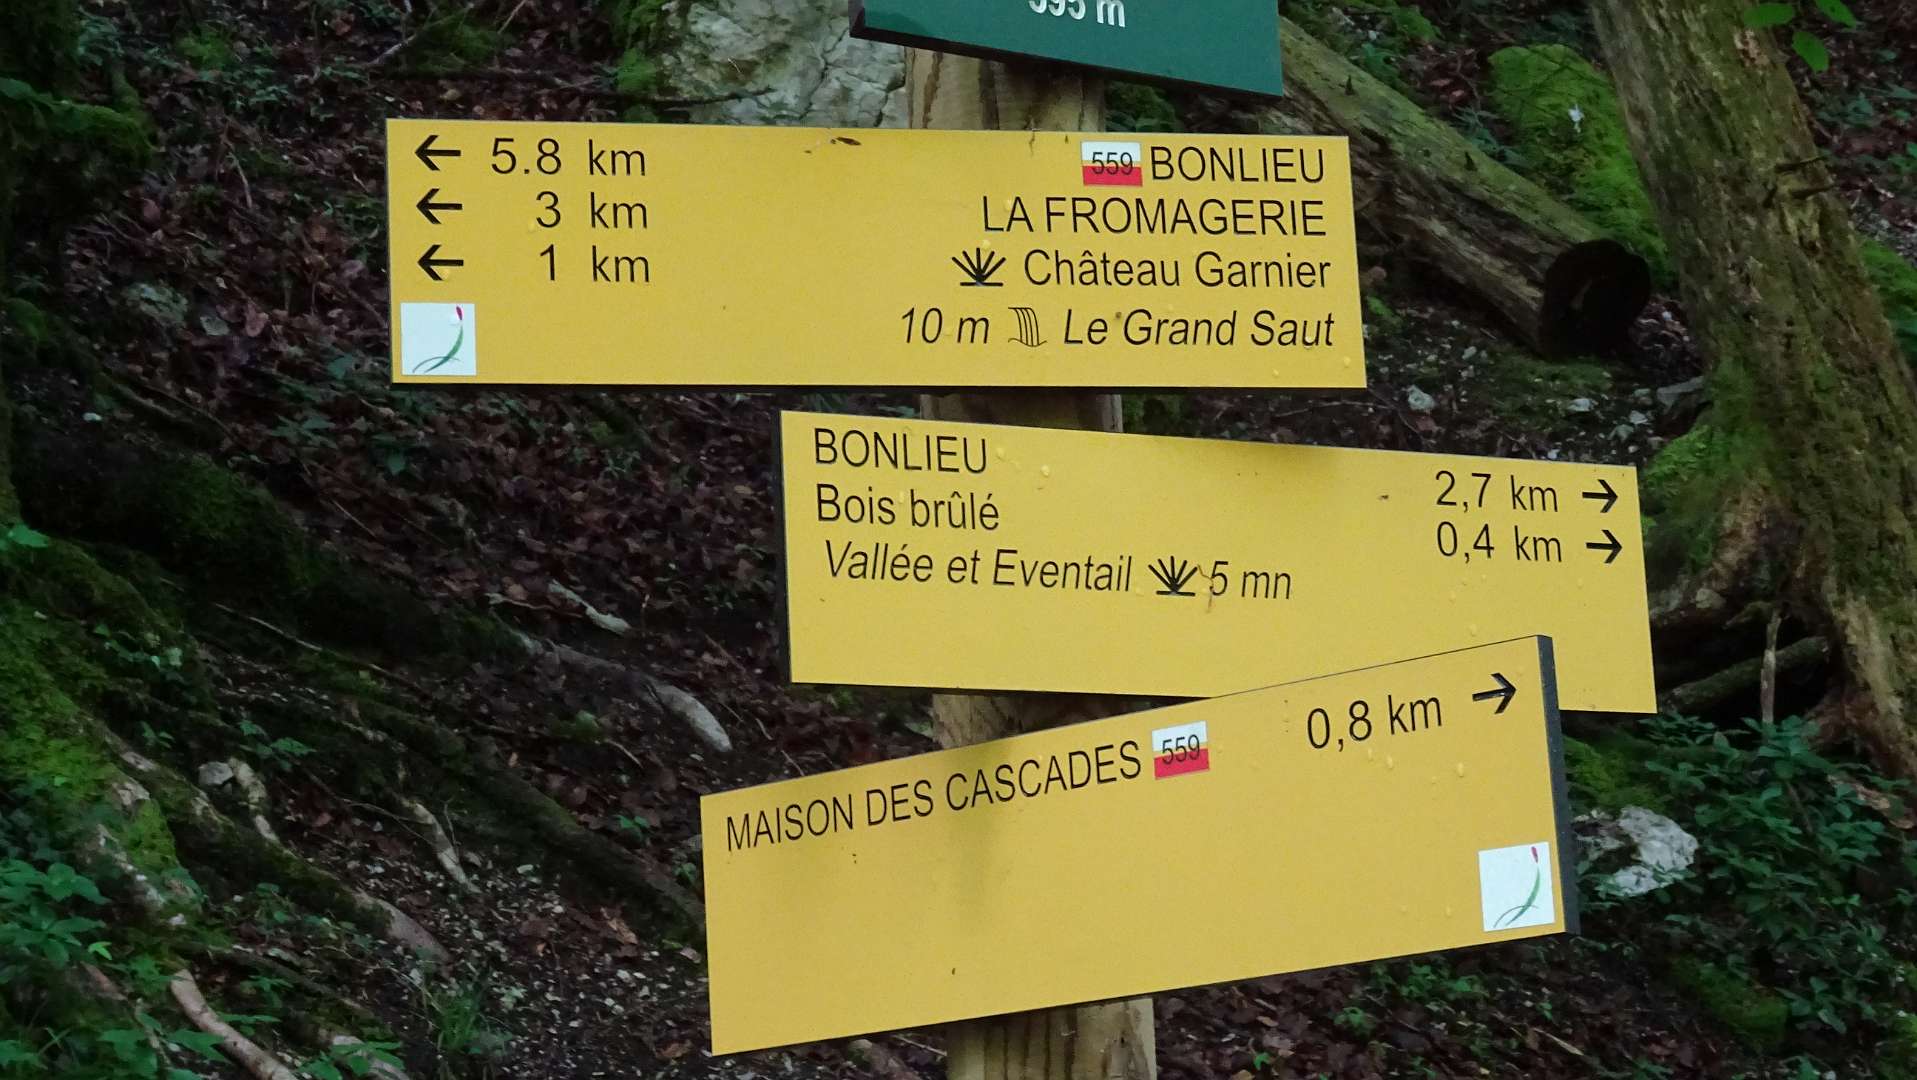 595 m
← 5.8 km 559 BONLIEU
← 3 km LA FROMAGERIE
← 1 km Château Garnier
10 m Le Grand Saut
BONLIEU 2,7 km →
Bois brûlé 0,4 km →
Vallée et Eventail 5 mn
MAISON DES CASCADES 559 0,8 km →